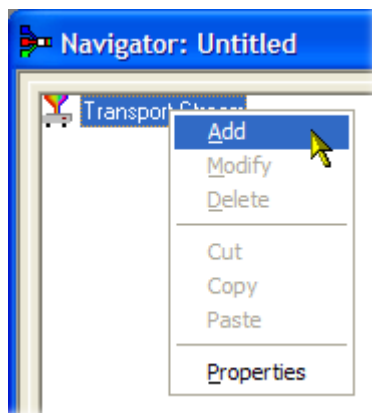 Navigator: Untitled
Transport Stream
Add
Modify
Delete
Cut
Copy
Paste
Properties